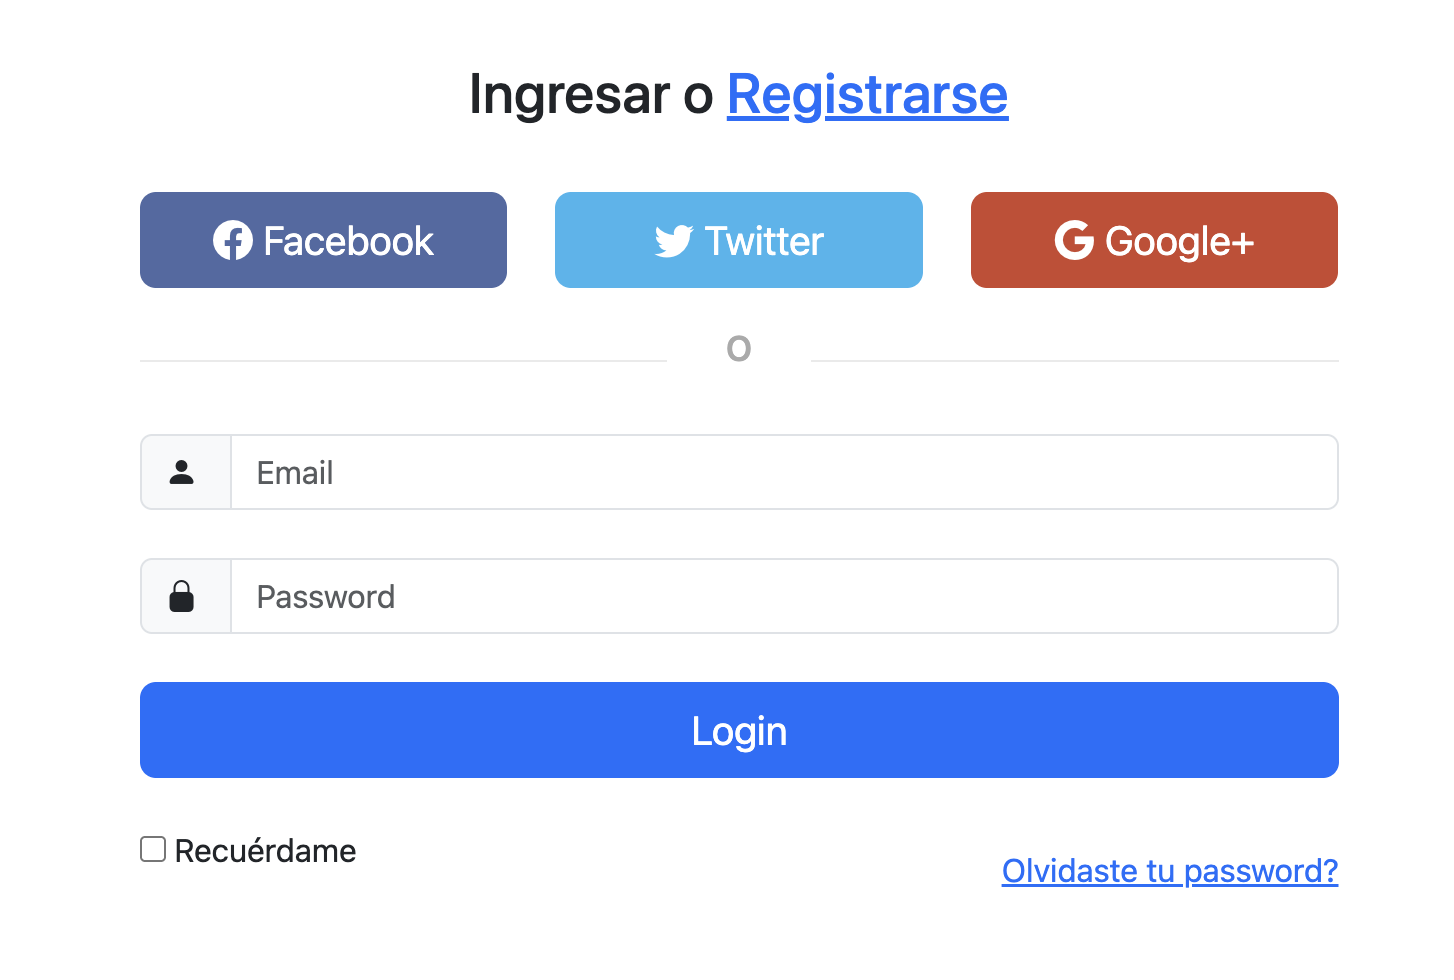 Ingresar o Registrarse
Facebook
Twitter
Google+
O
Email
Password
Login
Recuérdame
Olvidaste tu password?